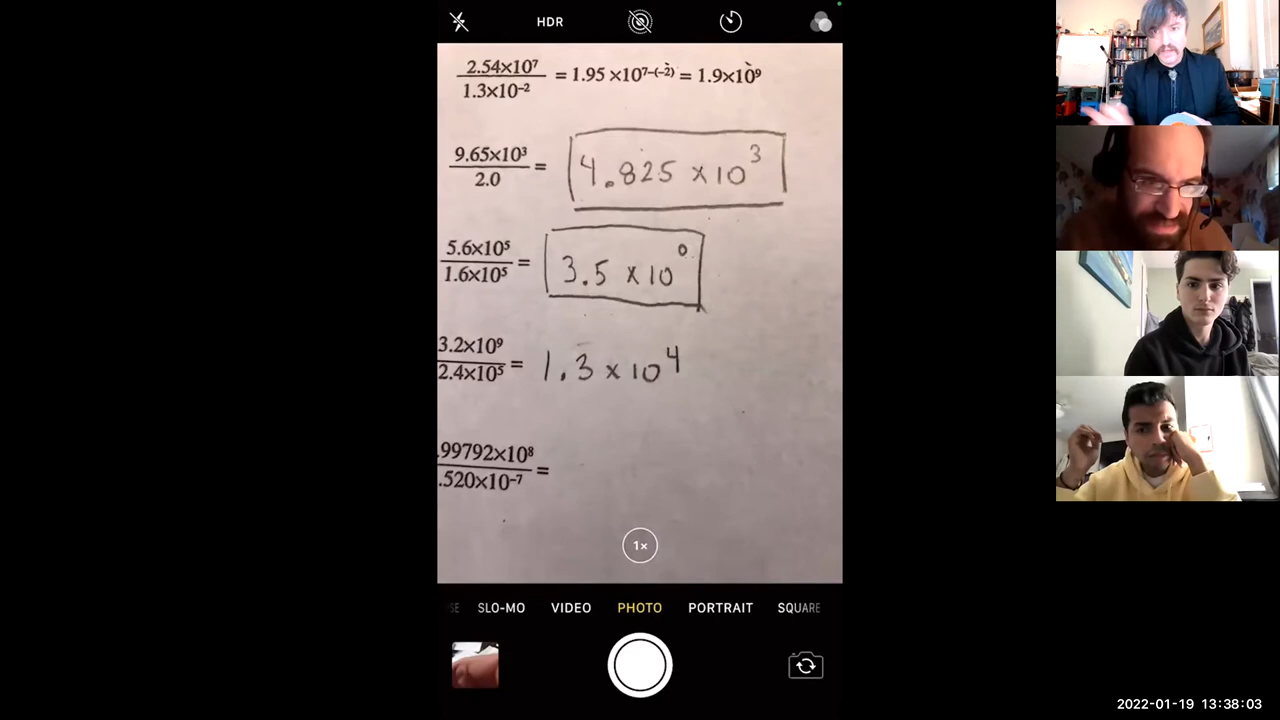 HDR
2.54×10⁷ / 1.3×10⁻² = 1.95 ×10⁷⁻⁽⁻²⁾ = 1.9×10⁹
9.65×10³ / 2.0 = 4.825 ×10³
5.6×10⁵ / 1.6×10⁵ = 3.5 ×10⁰
3.2×10⁹ / 2.4×10⁵ = 1.3 × 10⁴
.99792×10⁸ / .520×10⁻⁷ =
1×
SLO-MO VIDEO PHOTO PORTRAIT SQUARE
2022-01-19 13:38:03